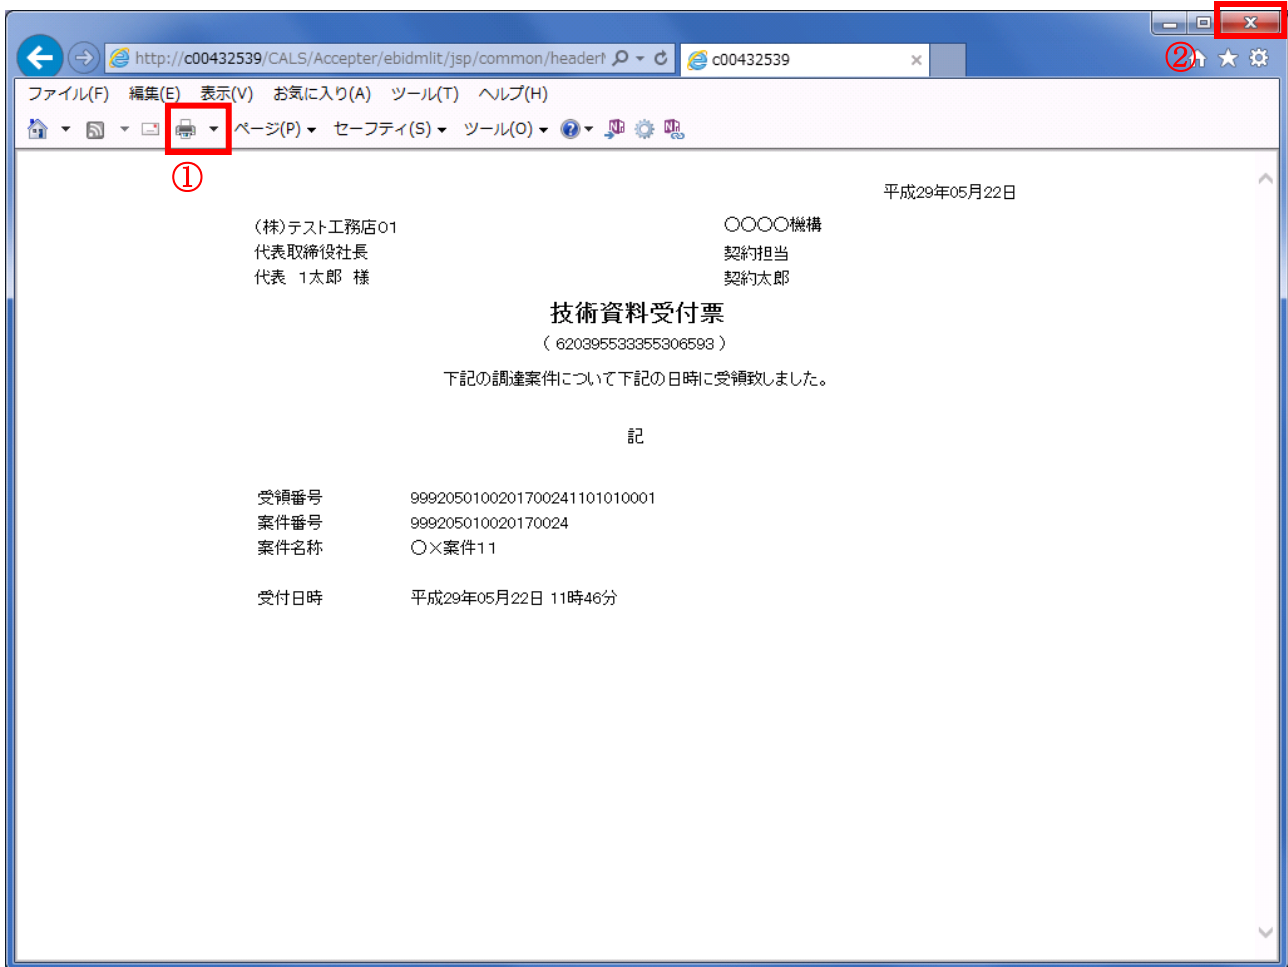 ②
http://c00432539/CALS/Accepter/ebidmlit/jsp/common/headerM
c00432539
ファイル(F) 編集(E) 表示(V) お気に入り(A) ツール(T) ヘルプ(H)
ページ(P) セーフティ(S) ツール(O)
①
平成29年05月22日
(株)テスト工務店01
〇〇〇〇機構
代表取締役社長
契約担当
代表 1太郎 様
契約太郎
技術資料受付票
( 620395533355306593 )
下記の調達案件について下記の日時に受領致しました。
記
受領番号 9992050100201700241101010001
案件番号 999205010020170024
案件名称 〇×案件11
受付日時 平成29年05月22日 11時46分